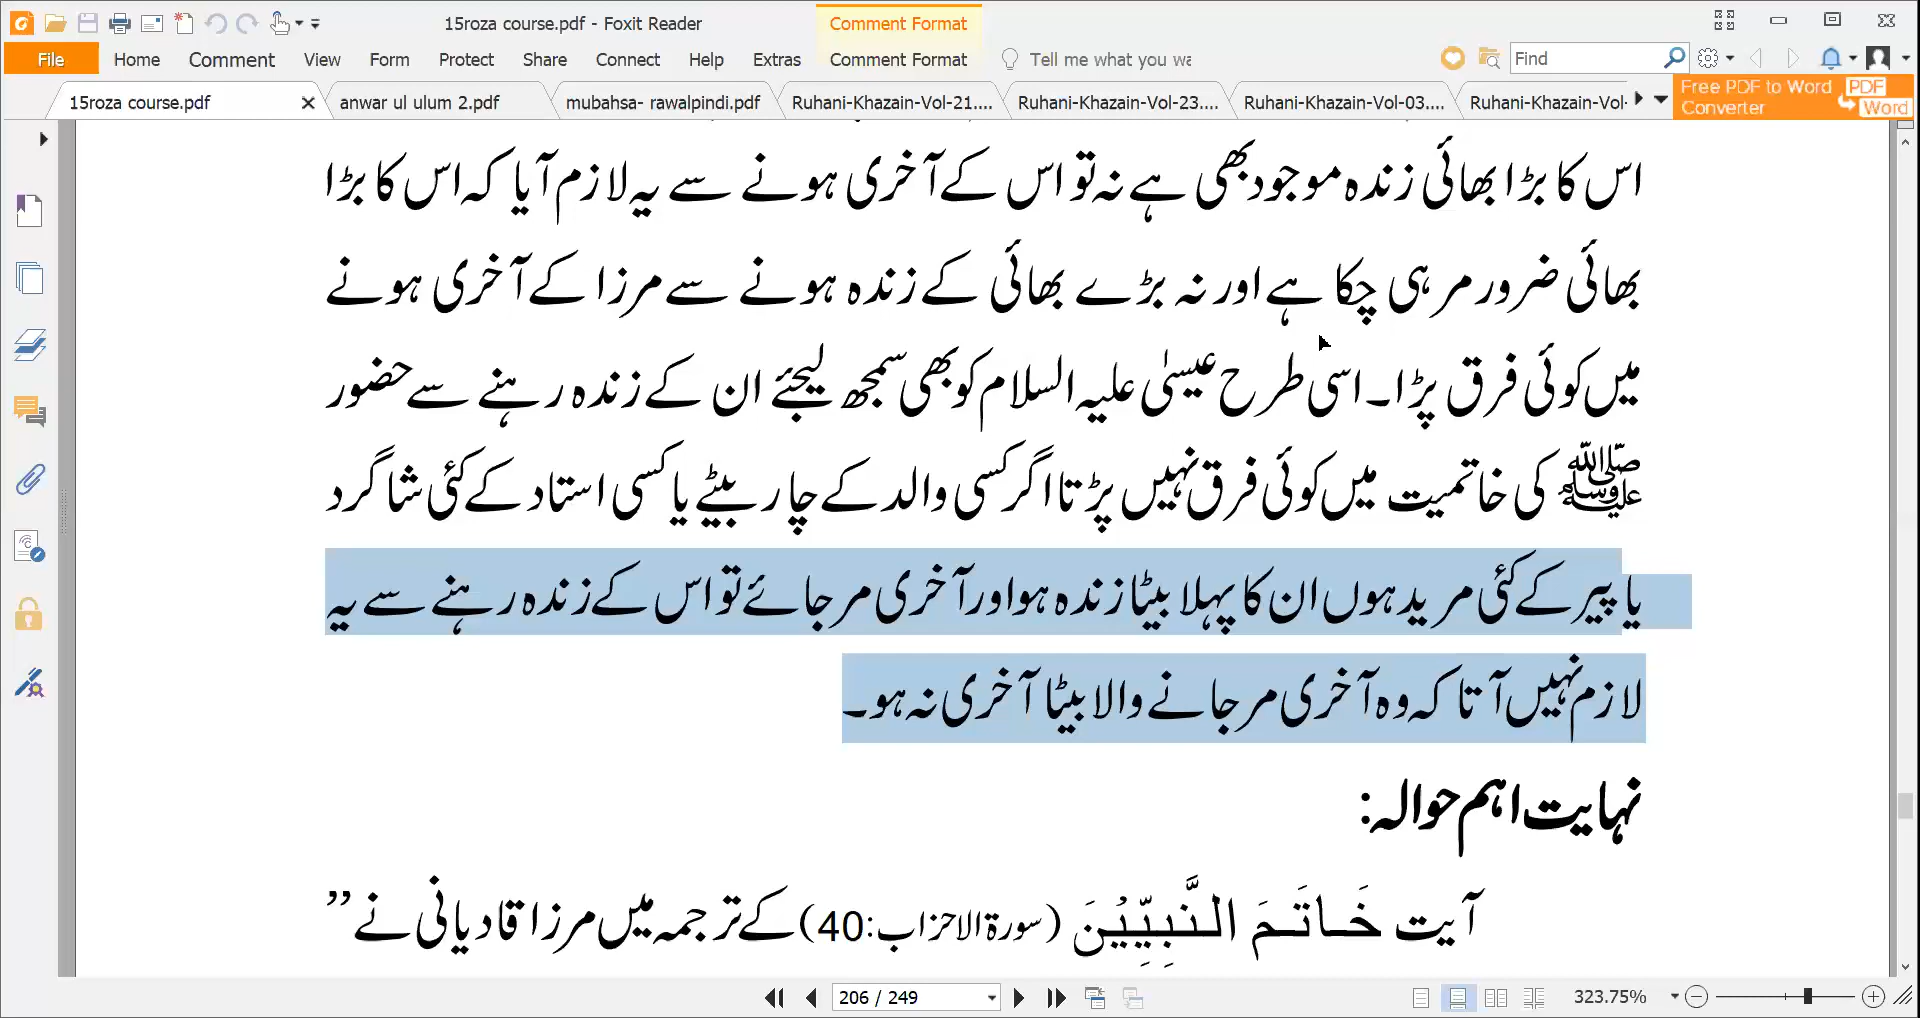 15roza course.pdf - Foxit Reader
Comment Format
File
Home
Comment
View
Form
Protect
Share
Connect
Help
Extras
Comment Format
Tell me what you wa
Find
15roza course.pdf
anwar ul ulum 2.pdf
mubahsa- rawalpindi.pdf
Ruhani-Khazain-Vol-21....
Ruhani-Khazain-Vol-23....
Ruhani-Khazain-Vol-03....
Ruhani-Khazain-Vol-
Free PDF to Word
Converter
PDF
Word
اس کا بڑا بھائی زندہ موجود بھی ہے نہ تو اس کے آخری ہونے سے یہ لازم آیا کہ اس کا بڑا
بھائی ضرور مر ہی چکا ہے اور نہ بڑے بھائی کے زندہ ہونے سے مرزا کے آخری ہونے
میں کوئی فرق پڑا۔ اسی طرح عیسیٰ علیہ السلام کو بھی سمجھ لیجئے ان کے زندہ رہنے سے حضور
ﷺ کی خاتمیت میں کوئی فرق نہیں پڑتا اگر کسی والد کے چار بیٹے یا کسی استاد کے کئی شاگرد
یا پیر کے کئی مرید ہوں ان کا پہلا بیٹا زندہ ہو اور آخری مر جائے تو اس کے زندہ رہنے سے یہ
لازم نہیں آتا کہ وہ آخری مر جانے والا بیٹا آخری نہ ہو۔
نہایت اہم حوالہ:
آیت خَاتَمَ النَّبِیِّیْنَ (سورۃ الاحزاب:40) کے ترجمہ میں مرزا قادیانی نے ”
206 / 249
323.75%